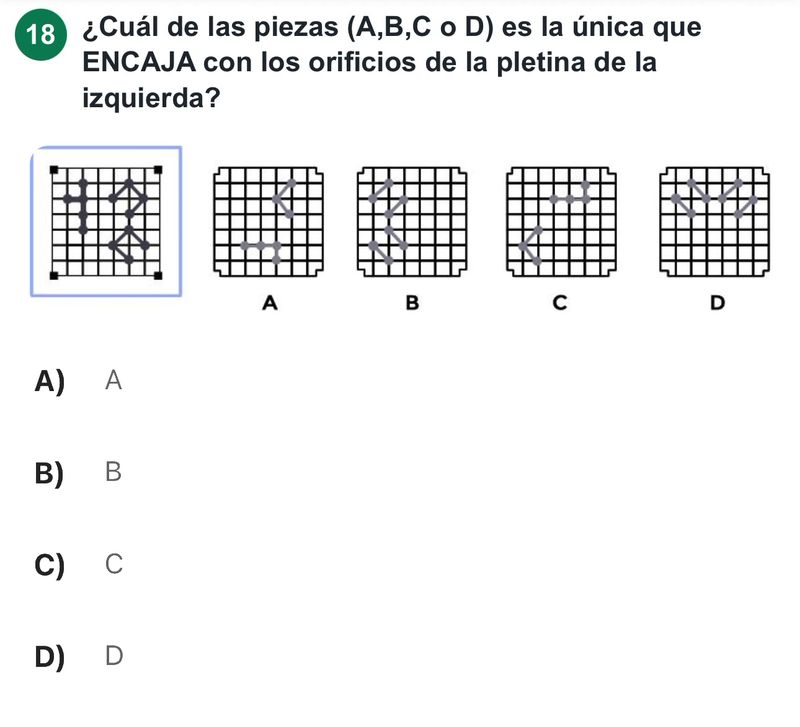 18 ¿Cuál de las piezas (A,B,C o D) es la única que
ENCAJA con los orificios de la pletina de la
izquierda?
A B C D
A) A
B) B
C) C
D) D